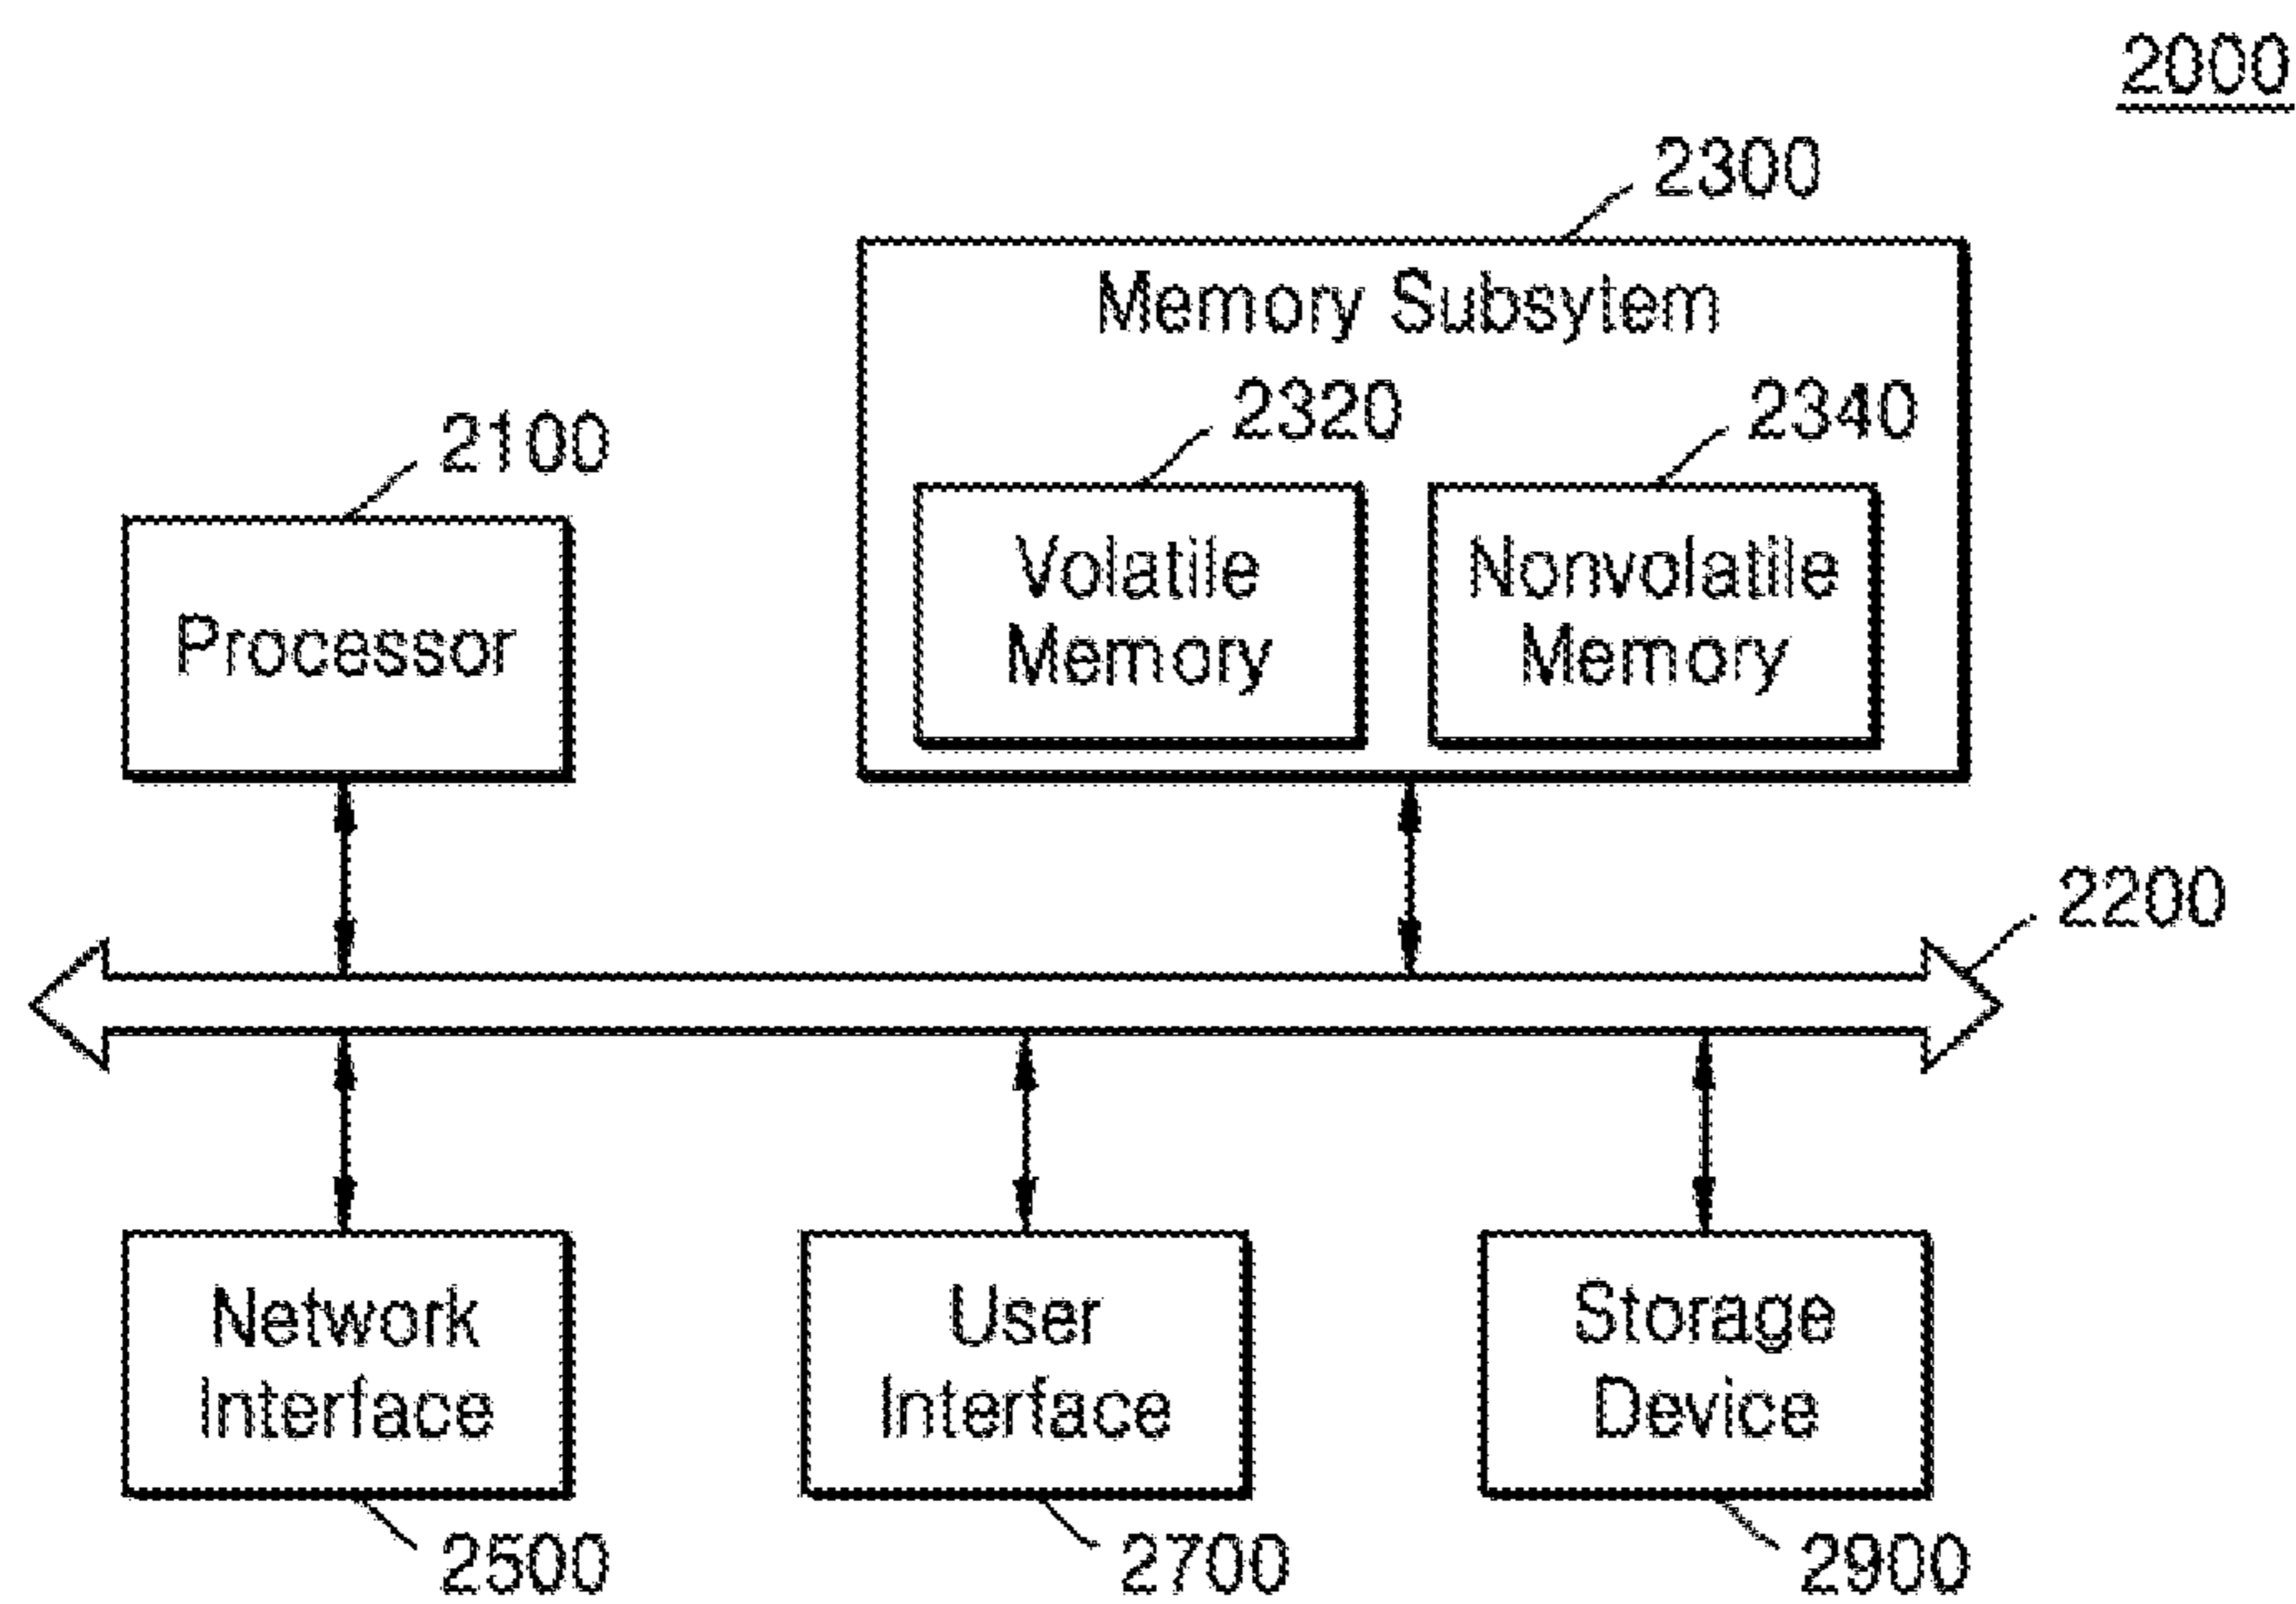 2000
2300
Memory Subsytem
2320
2340
2100
Volatile
Memory
Nonvolatile
Memory
Processor
2200
Network
Interface
User
Interface
Storage
Device
2500
2700
2900